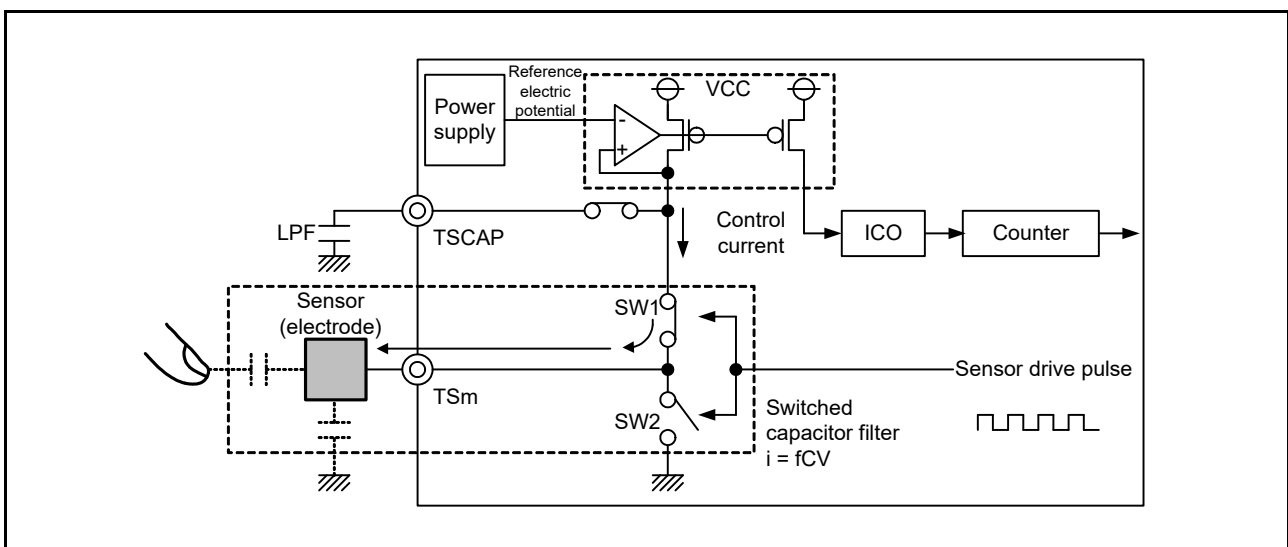 Power
supply
Reference
electric
potential
VCC
-
+
LPF
TSCAP
Control
current
ICO
Counter
Sensor
(electrode)
SW1
TSm
Sensor drive pulse
SW2
Switched
capacitor filter
i = fCV